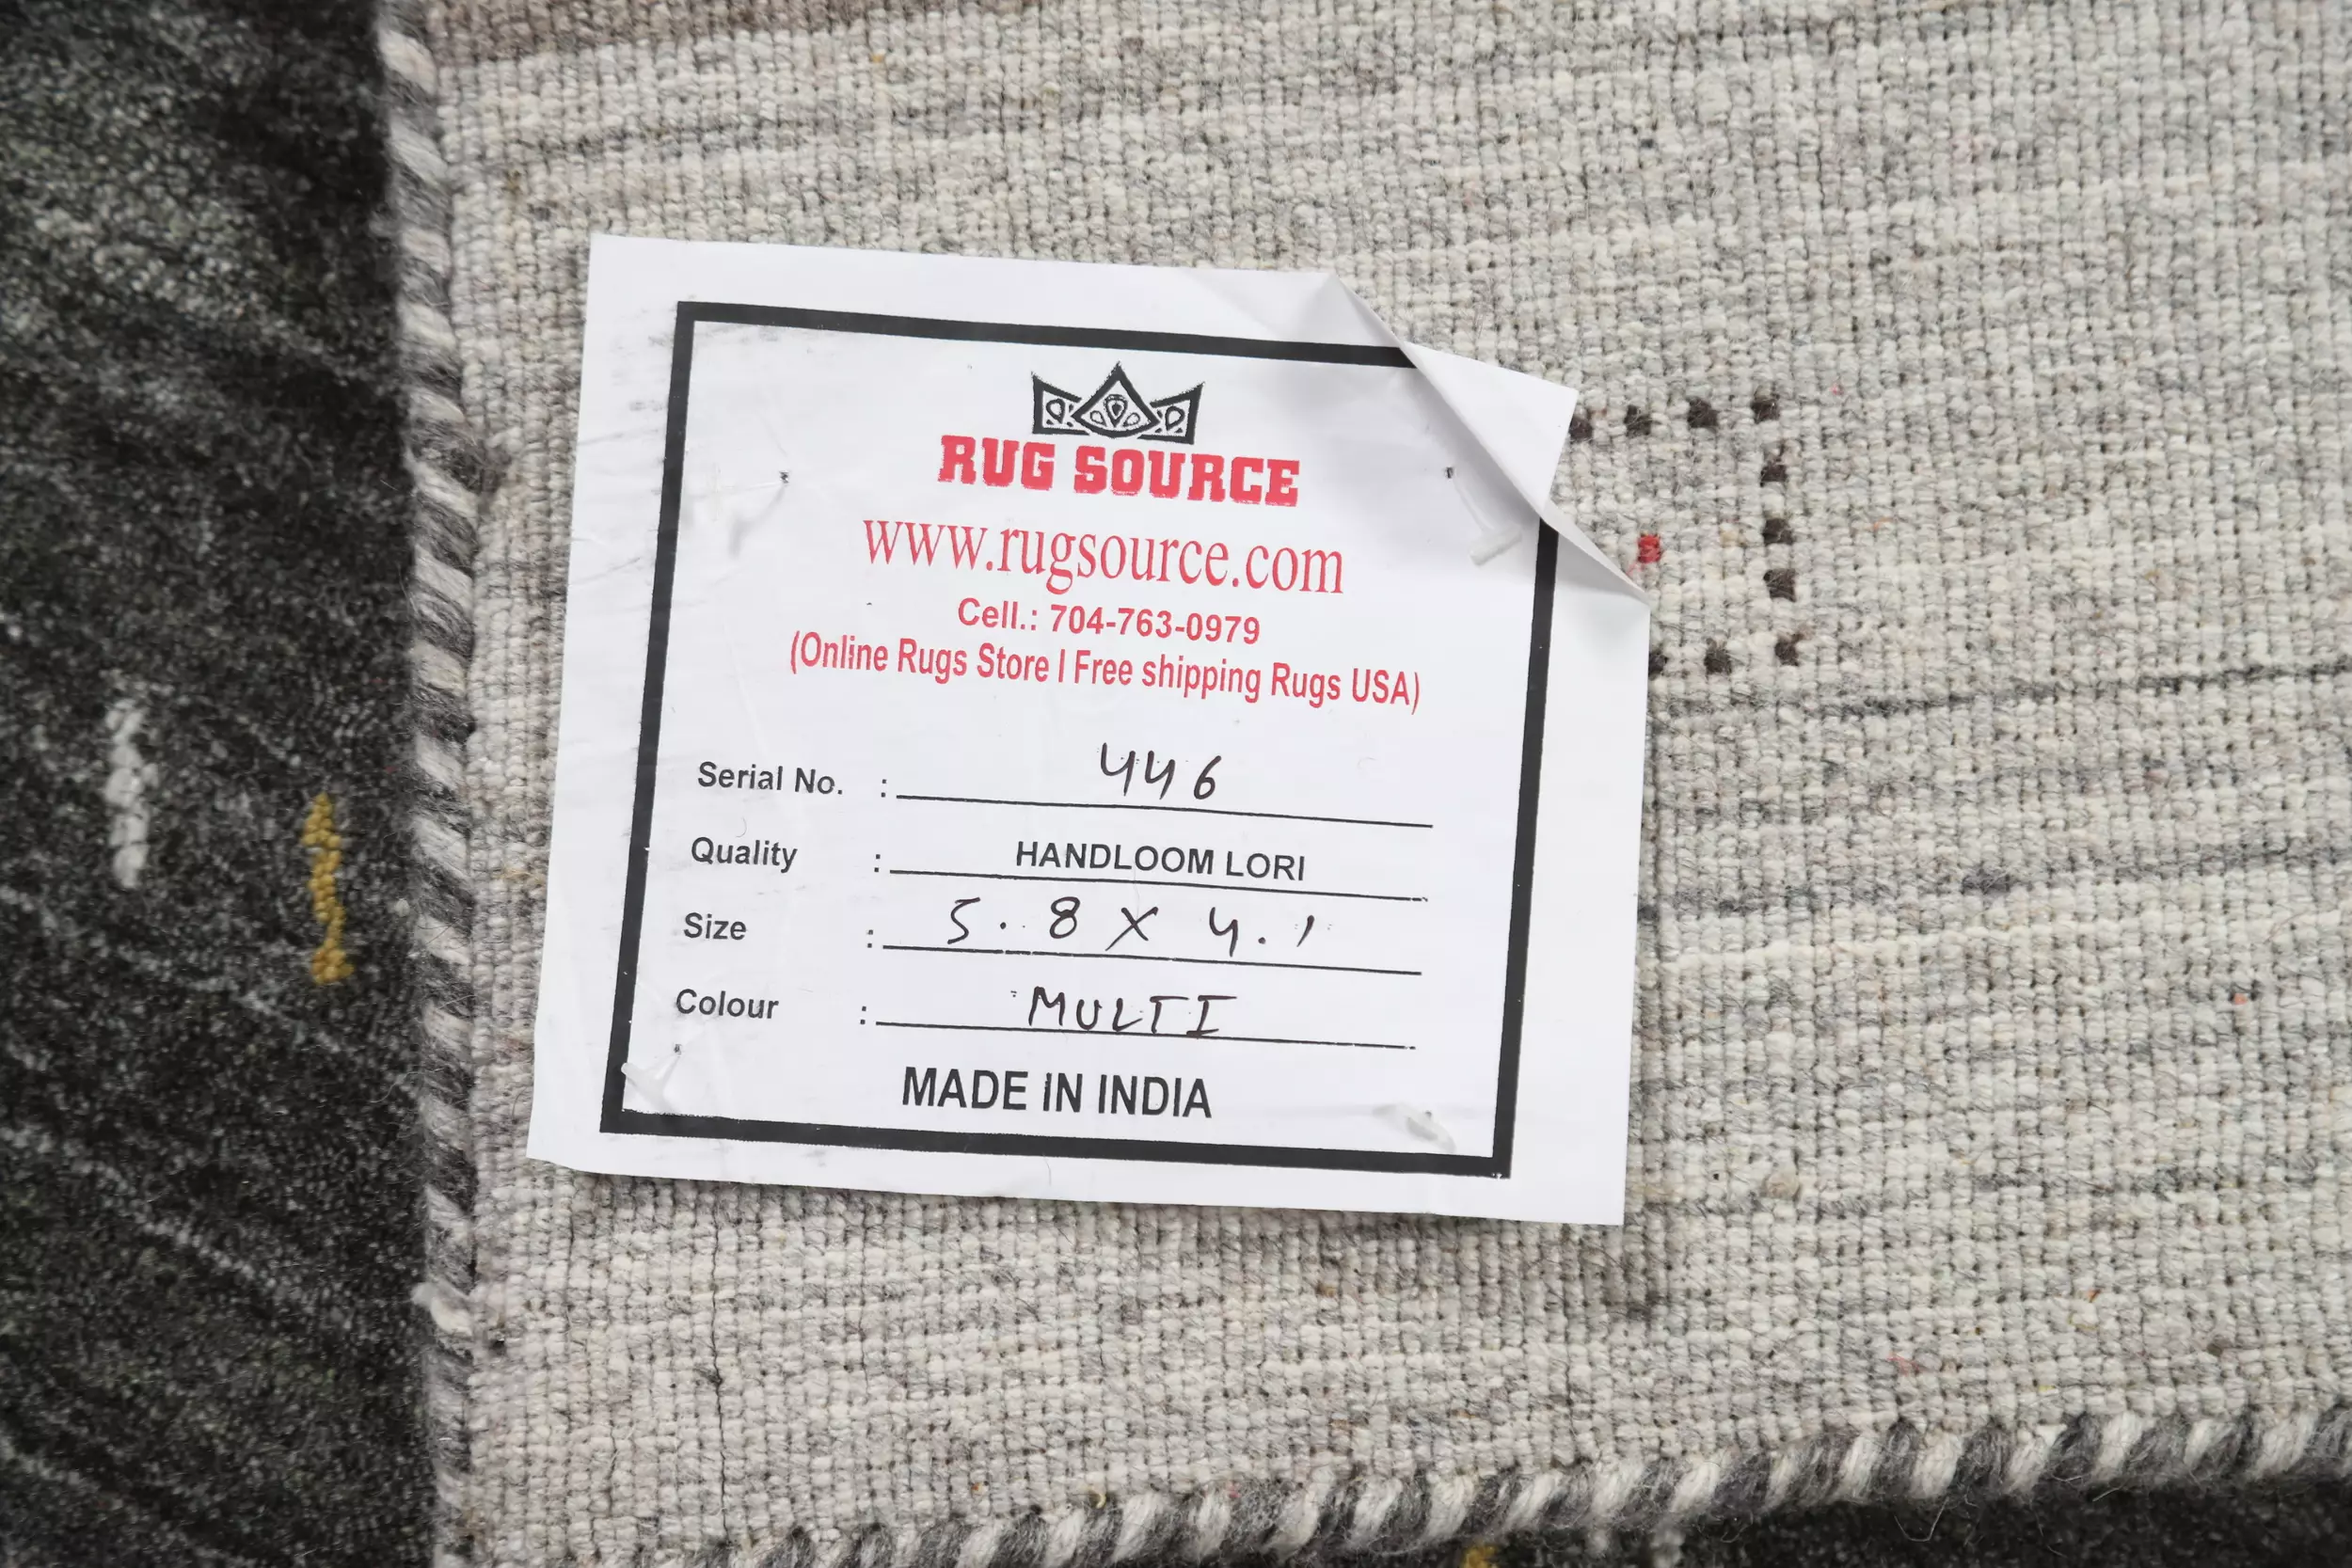 RUG SOURCE
www.rugsource.com
Cell.: 704-763-0979
(Online Rugs Store I Free shipping Rugs USA)
Serial No. : 446
Quality : HANDLOOM LORI
Size : 5.8 X 4.1
Colour : MULTI
MADE IN INDIA